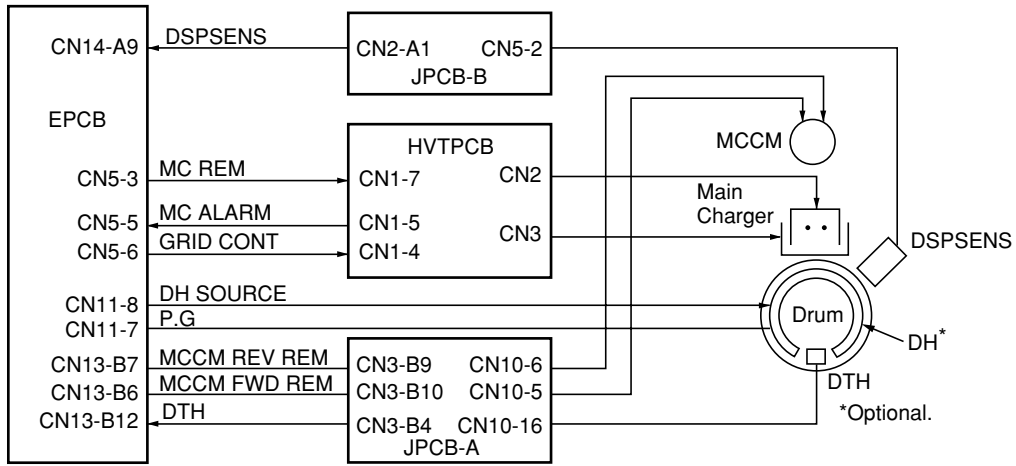 CN14-A9
DSPSENS
CN2-A1
CN5-2
JPCB-B
EPCB
HVTPCB
MCCM
CN5-3
MC REM
CN1-7
CN2
Main
Charger
CN5-5
MC ALARM
CN1-5
CN3
CN5-6
GRID CONT
CN1-4
DSPSENS
CN11-8
DH SOURCE
Drum
CN11-7
P.G
DH*
CN13-B7
MCCM REV REM
CN3-B9
CN10-6
CN13-B6
MCCM FWD REM
CN3-B10
CN10-5
DTH
CN13-B12
DTH
CN3-B4
CN10-16
*Optional.
JPCB-A